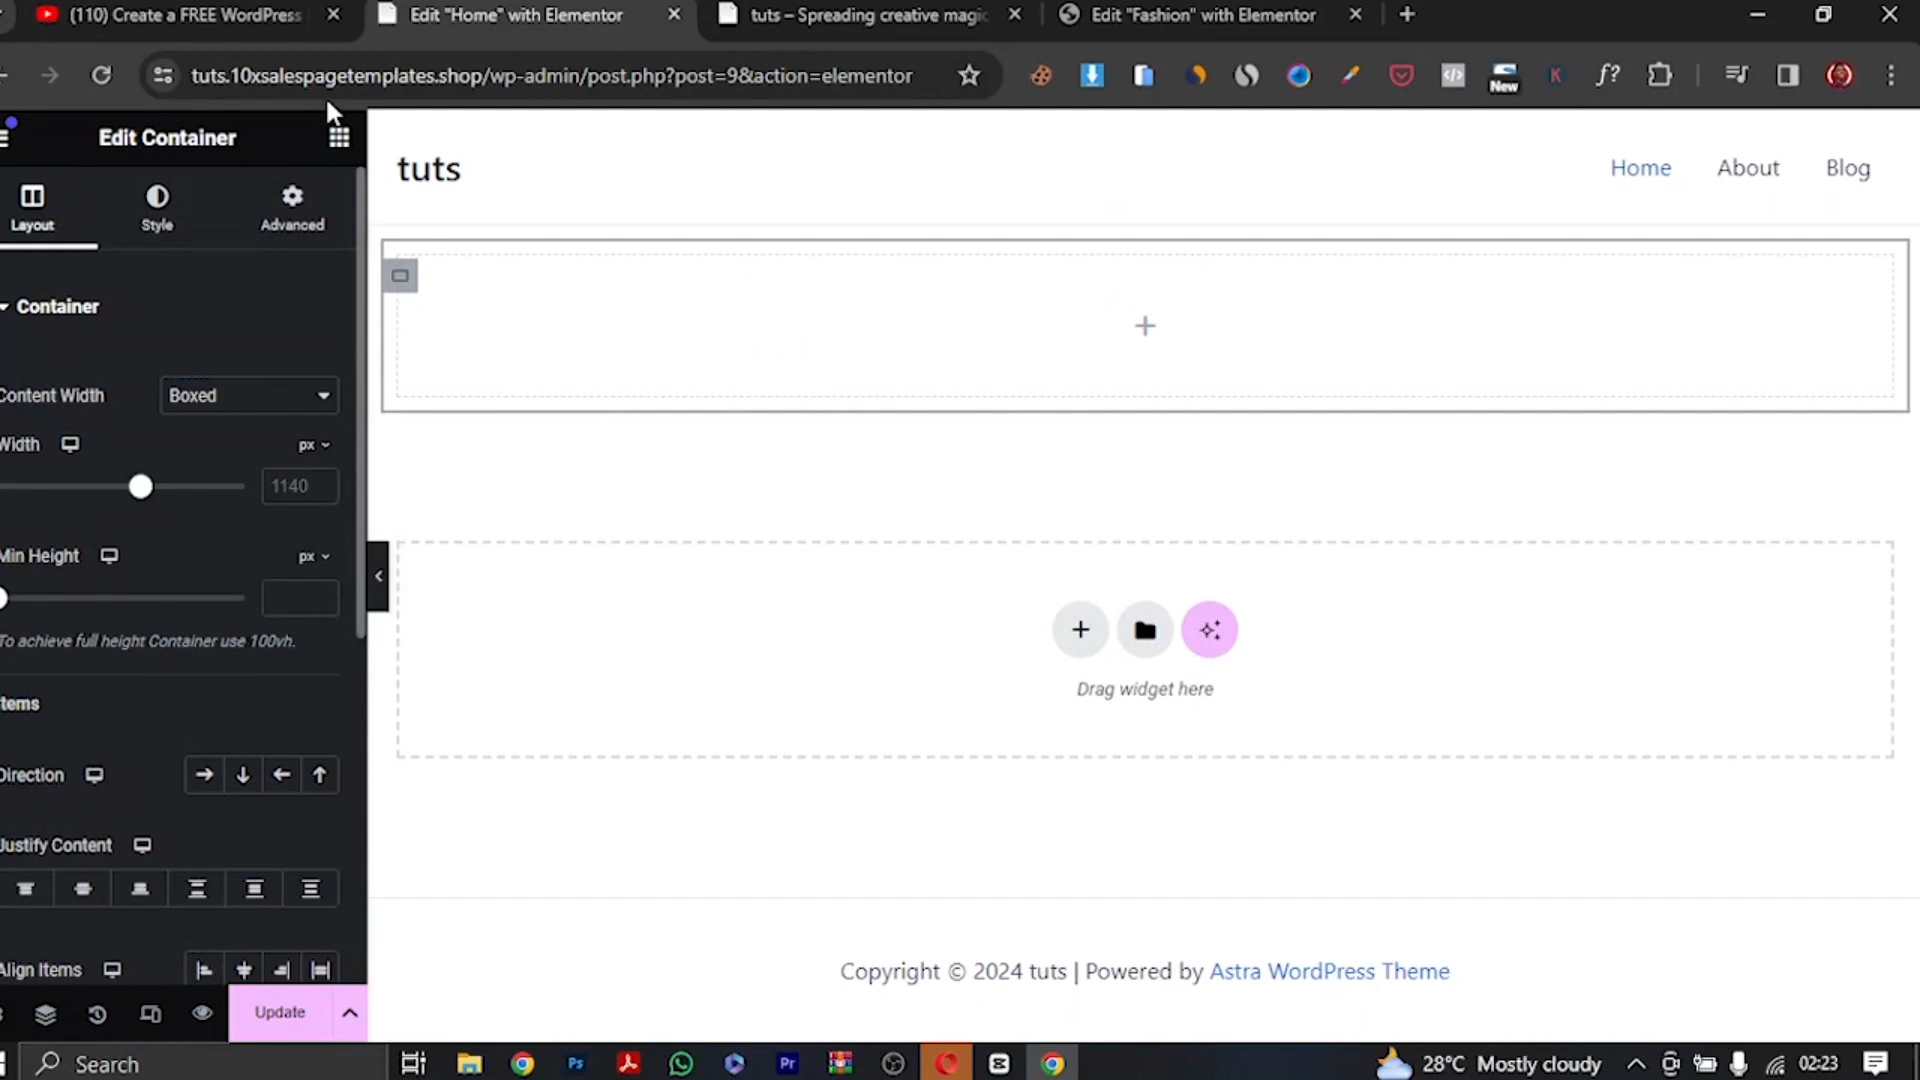 (110) Create a FREE WordPress
Edit "Home" with Elementor
tuts – Spreading creative magic
Edit "Fashion" with Elementor
tuts.10xsalespagetemplates.shop/wp-admin/post.php?post=9&action=elementor
New
K
f?
Edit Container
Layout
Style
Advanced
Container
Content Width
Boxed
Width
px
1140
Min Height
px
To achieve full height Container use 100vh.
Items
Direction
Justify Content
Align Items
Update
tuts
Home
About
Blog
Drag widget here
Copyright © 2024 tuts | Powered by Astra WordPress Theme
Search
Ps
Pr
28°C Mostly cloudy
02:23